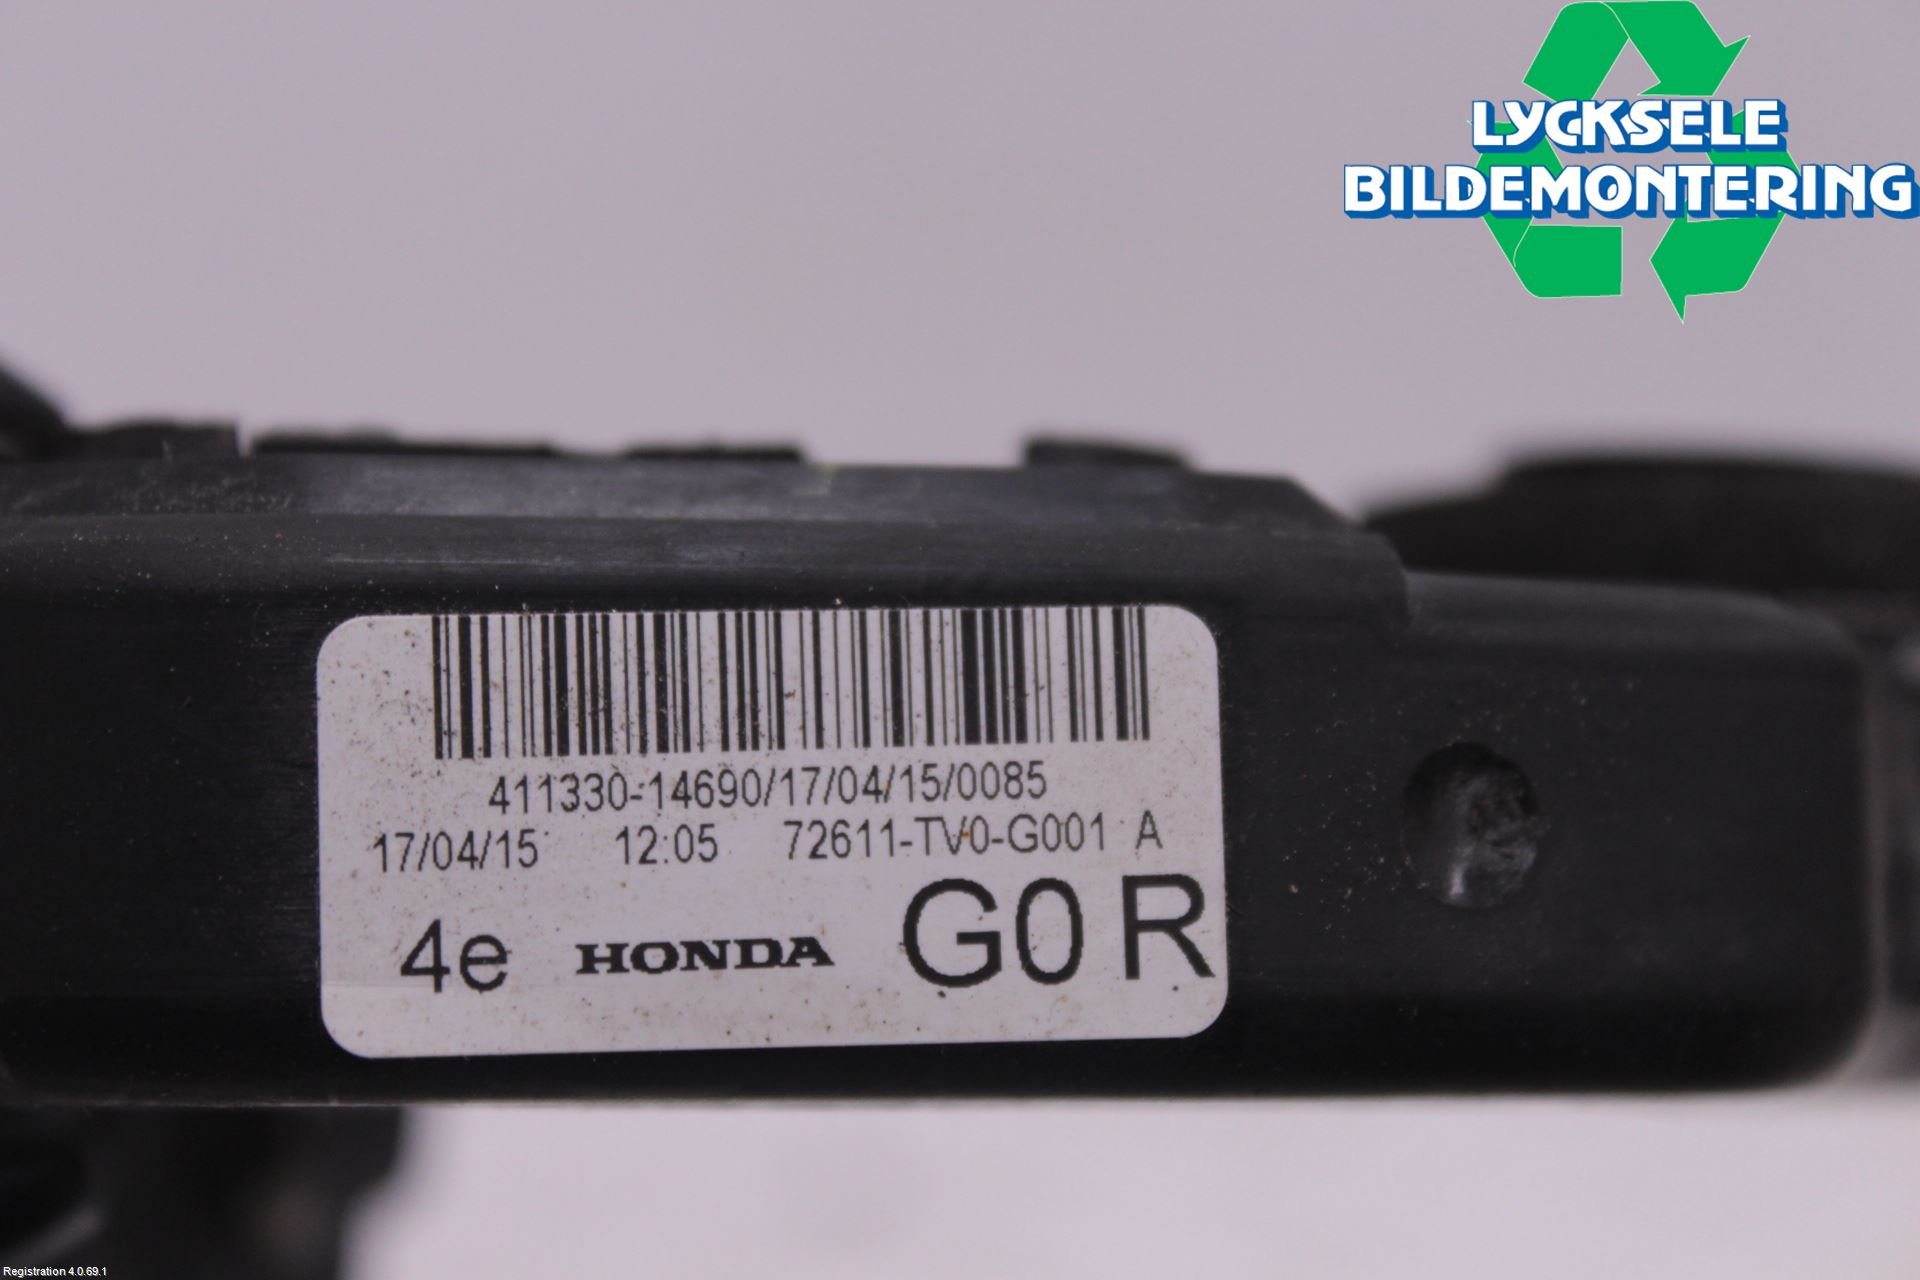 LYCKSELE
BILDEMONTERING
411330-14690/17/04/15/0085
17/04/15 12:05 72611-TV0-G001 A
4e HONDA G0 R
Registration 4.0.69.1